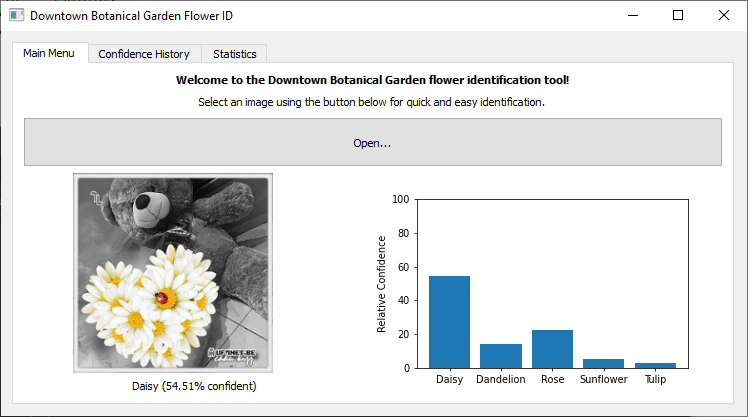 Downtown Botanical Garden Flower ID
Main Menu
Confidence History
Statistics
Welcome to the Downtown Botanical Garden flower identification tool!
Select an image using the button below for quick and easy identification.
Open...
Daisy (54.51% confident)
100
80
60
40
20
0
Relative Confidence
Daisy
Dandelion
Rose
Sunflower
Tulip